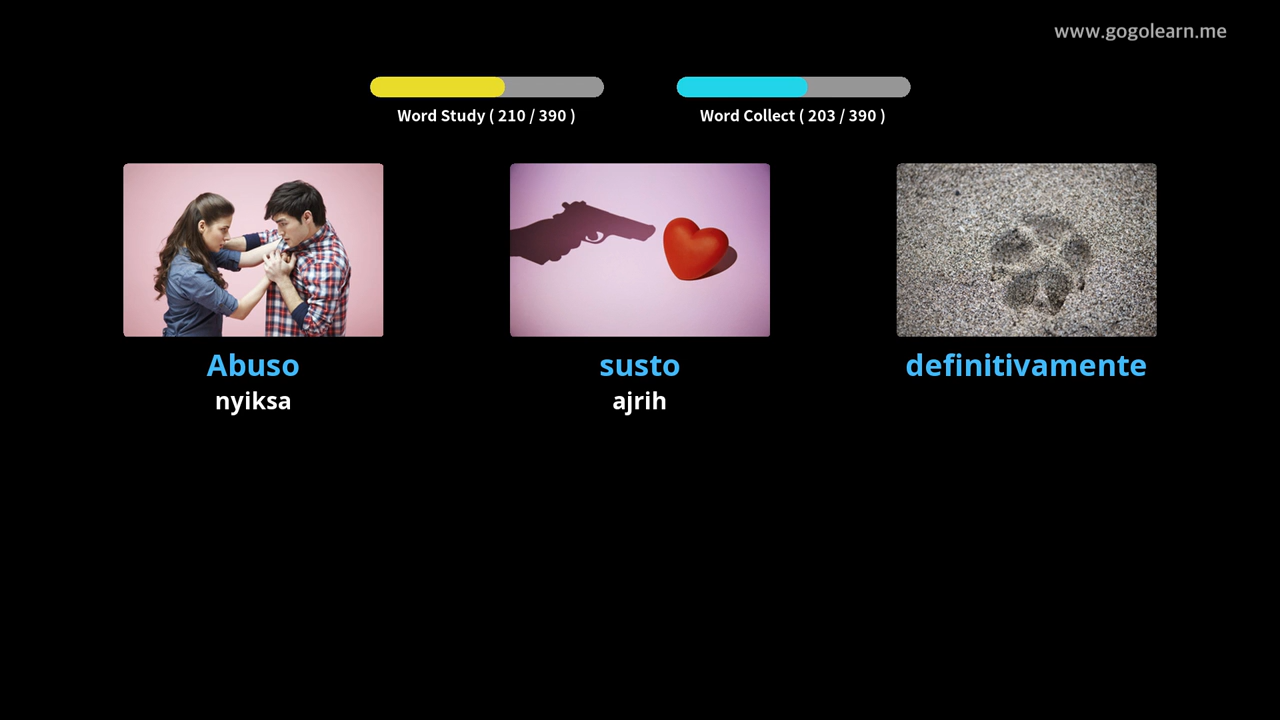 www.gogolearn.me
Word Study ( 210 / 390 )
Word Collect ( 203 / 390 )
Abuso
nyiksa
susto
ajrih
definitivamente